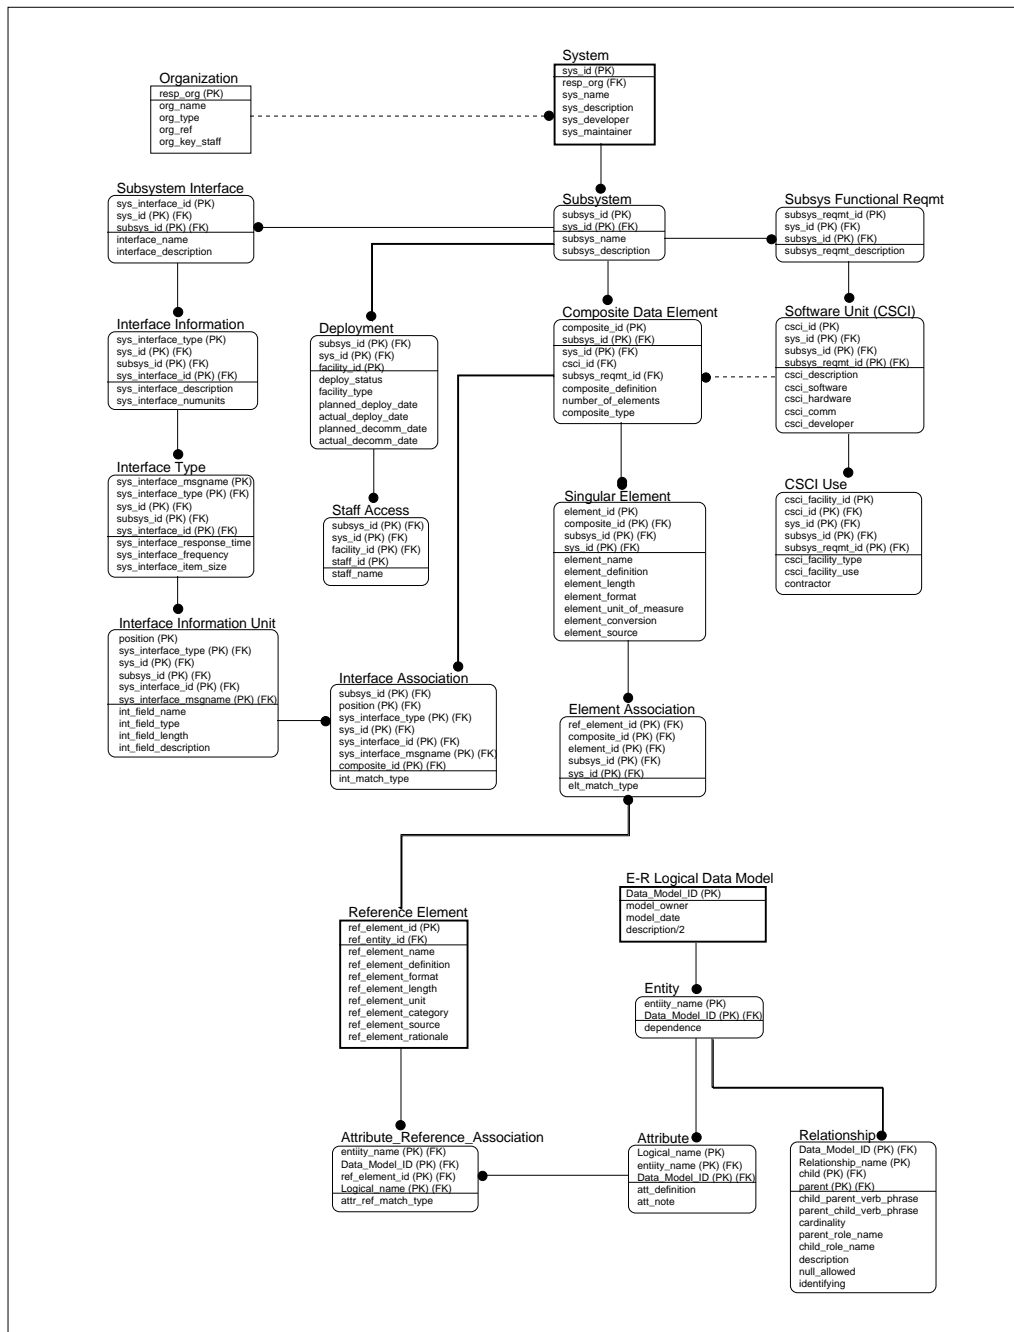 System
sys_id (PK)
resp_org (FK)
sys_name
sys_description
sys_developer
sys_maintainer
Organization
resp_org (PK)
org_name
org_type
org_ref
org_key_staff
Subsystem Interface
sys_interface_id (PK)
sys_id (PK) (FK)
subsys_id (PK) (FK)
interface_name
interface_description
Subsystem
subsys_id (PK)
sys_id (PK) (FK)
subsys_name
subsys_description
Subsys Functional Reqmt
subsys_reqmt_id (PK)
sys_id (PK) (FK)
subsys_id (PK) (FK)
subsys_reqmt_description
Interface Information
sys_interface_type (PK)
sys_id (PK) (FK)
subsys_id (PK) (FK)
sys_interface_id (PK) (FK)
sys_interface_description
sys_interface_numunits
Deployment
subsys_id (PK) (FK)
sys_id (PK) (FK)
facility_id (PK)
deploy_status
facility_type
planned_deploy_date
actual_deploy_date
planned_decomm_date
actual_decomm_date
Composite Data Element
composite_id (PK)
subsys_id (PK) (FK)
sys_id (PK) (FK)
csci_id (FK)
subsys_reqmt_id (FK)
composite_definition
number_of_elements
composite_type
Software Unit (CSCI)
csci_id (PK)
sys_id (PK) (FK)
subsys_id (PK) (FK)
subsys_reqmt_id (PK) (FK)
csci_description
csci_software
csci_hardware
csci_comm
csci_developer
Interface Type
sys_interface_msgname (PK)
sys_interface_type (PK) (FK)
sys_id (PK) (FK)
subsys_id (PK) (FK)
sys_interface_id (PK) (FK)
sys_interface_response_time
sys_interface_frequency
sys_interface_item_size
Staff Access
subsys_id (PK) (FK)
sys_id (PK) (FK)
facility_id (PK) (FK)
staff_id (PK)
staff_name
Singular Element
element_id (PK)
composite_id (PK) (FK)
subsys_id (PK) (FK)
sys_id (PK) (FK)
element_name
element_definition
element_length
element_format
element_unit_of_measure
element_conversion
element_source
CSCI Use
csci_facility_id (PK)
csci_id (PK) (FK)
sys_id (PK) (FK)
subsys_id (PK) (FK)
subsys_reqmt_id (PK) (FK)
csci_facility_type
csci_facility_use
contractor
Interface Information Unit
position (PK)
sys_interface_type (PK) (FK)
sys_id (PK) (FK)
subsys_id (PK) (FK)
sys_interface_id (PK) (FK)
sys_interface_msgname (PK) (FK)
int_field_name
int_field_type
int_field_length
int_field_description
Interface Association
subsys_id (PK) (FK)
position (PK) (FK)
sys_interface_type (PK) (FK)
sys_id (PK) (FK)
sys_interface_id (PK) (FK)
sys_interface_msgname (PK) (FK)
composite_id (PK) (FK)
int_match_type
Element Association
ref_element_id (PK) (FK)
composite_id (PK) (FK)
element_id (PK) (FK)
subsys_id (PK) (FK)
sys_id (PK) (FK)
elt_match_type
E-R Logical Data Model
Data_Model_ID (PK)
model_owner
model_date
description/2
Reference Element
ref_element_id (PK)
ref_entity_id (FK)
ref_element_name
ref_element_definition
ref_element_format
ref_element_length
ref_element_unit
ref_element_category
ref_element_source
ref_element_rationale
Entity
entiity_name (PK)
Data_Model_ID (PK) (FK)
dependence
Attribute_Reference_Association
entiity_name (PK) (FK)
Data_Model_ID (PK) (FK)
ref_element_id (PK) (FK)
Logical_name (PK) (FK)
attr_ref_match_type
Attribute
Logical_name (PK)
entiity_name (PK) (FK)
Data_Model_ID (PK) (FK)
att_definition
att_note
Relationship
Data_Model_ID (PK) (FK)
Relationship_name (PK)
child (PK) (FK)
parent (PK) (FK)
child_parent_verb_phrase
parent_child_verb_phrase
cardinality
parent_role_name
child_role_name
description
null_allowed
identifying